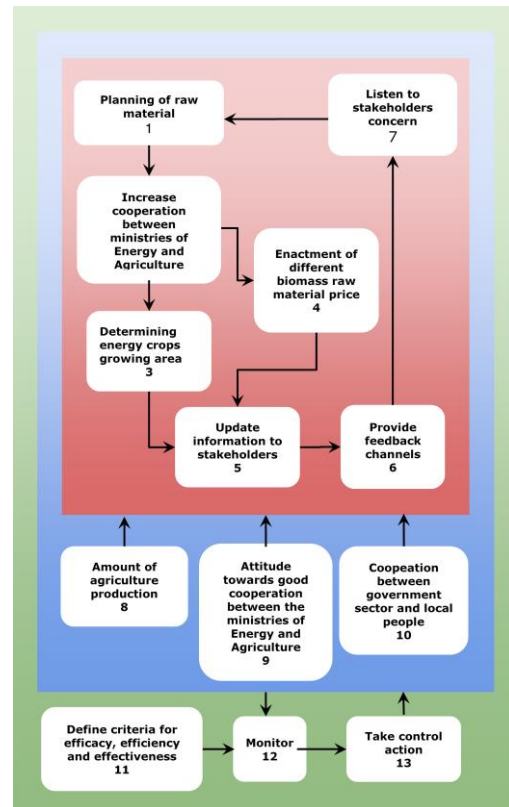 Planning of raw
material
1
Listen to
stakeholders
concern
7
Increase
cooperation
between
ministries of
Energy and
Agriculture
Enactment of
different
biomass raw
material price
4
Determining
energy crops
growing area
3
Update
information to
stakeholders
5
Provide
feedback
channels
6
Amount of
agriculture
production
8
Attitude
towards good
cooperation
between the
ministries of
Energy and
Agriculture
9
Coopeation
between
government
sector and local
people
10
Define criteria for
efficacy, efficiency
and effectiveness
11
Monitor
12
Take control
action
13